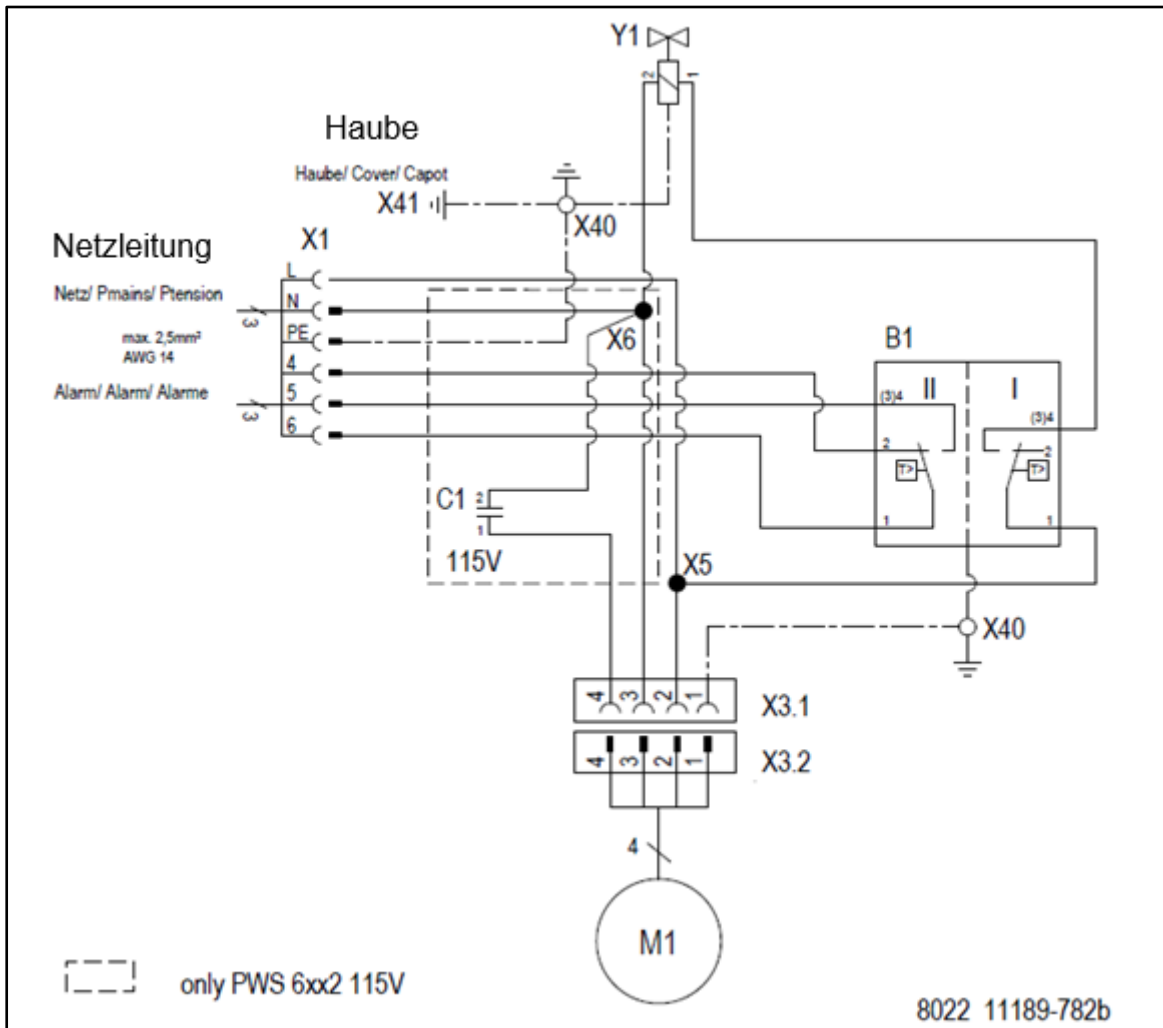 Y1
2
1
Haube
Haube/ Cover/ Capot
X41
X40
Netzleitung
X1
L
Netz/ Pmains/ Ptension
N
3
PE
max. 2,5mm²
AWG 14
4
Alarm/ Alarm/ Alarme
5
3
6
X6
B1
II
I
(3)4
(3)4
2
2
T>
T>
1
1
C1
2
1
115V
X5
X40
4
3
2
1
X3.1
4
3
2
1
X3.2
4
M1
only PWS 6xx2 115V
8022 11189-782b